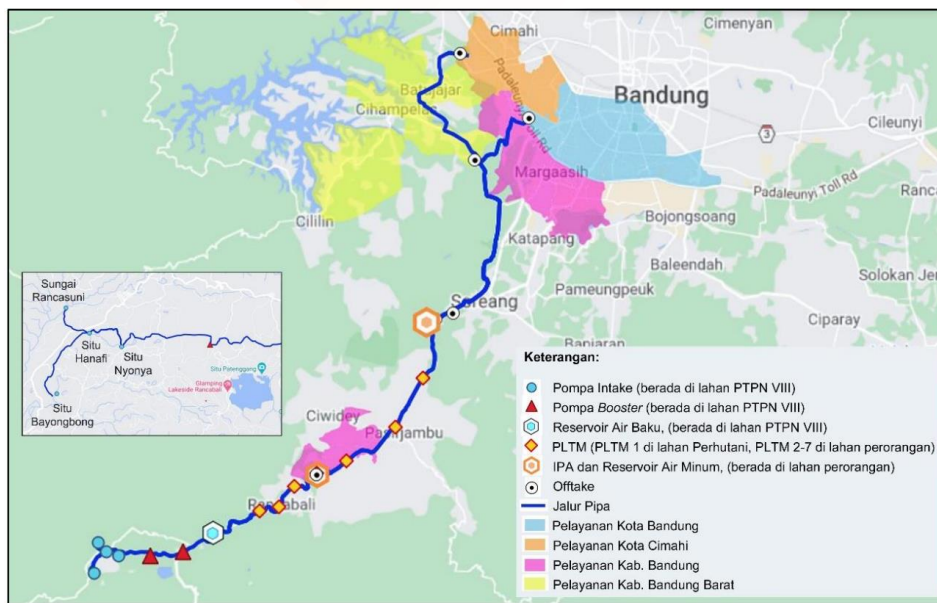 Cimahi
Cimenyan
Padaleunyi Toll Rd
Batujajar
Cihampelas
Bandung
3
Cileunyi
Margaasih
Padaleunyi Toll Rd
Cililin
Bojongsoang
Katapang
Baleendah
Solokan Jer
Soreang
Pameungpeuk
Ciparay
Banjaran
Ciwidey
Pasirjambu
Rancabali
Sungai
Rancasuni
Situ
Hanafi
Situ
Nyonya
Situ
Bayongbong
Situ Patenggang
Glamping
Lakeside Rancabali
Keterangan:
Pompa Intake (berada di lahan PTPN VIII)
Pompa Booster (berada di lahan PTPN VIII)
Reservoir Air Baku, (berada di lahan PTPN VIII)
PLTM (PLTM 1 di lahan Perhutani, PLTM 2-7 di lahan perorangan)
IPA dan Reservoir Air Minum, (berada di lahan perorangan)
Offtake
Jalur Pipa
Pelayanan Kota Bandung
Pelayanan Kota Cimahi
Pelayanan Kab. Bandung
Pelayanan Kab. Bandung Barat